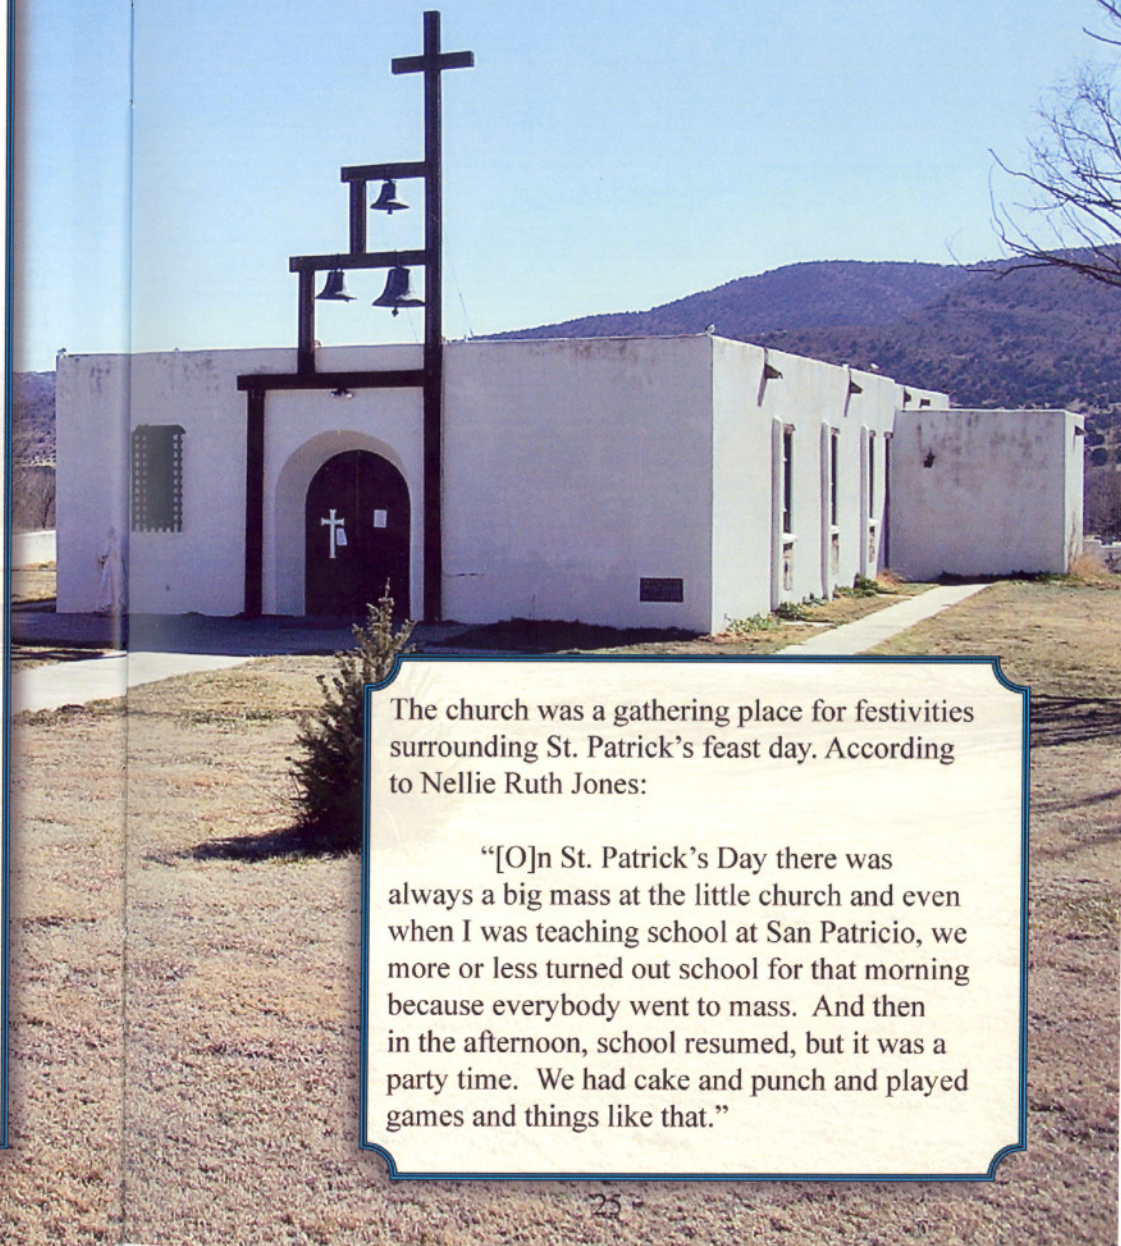 The church was a gathering place for festivities
surrounding St. Patrick's feast day. According
to Nellie Ruth Jones:
"[O]n St. Patrick's Day there was
always a big mass at the little church and even
when I was teaching school at San Patricio, we
more or less turned out school for that morning
because everybody went to mass.  And then
in the afternoon, school resumed, but it was a
party time.  We had cake and punch and played
games and things like that."
25